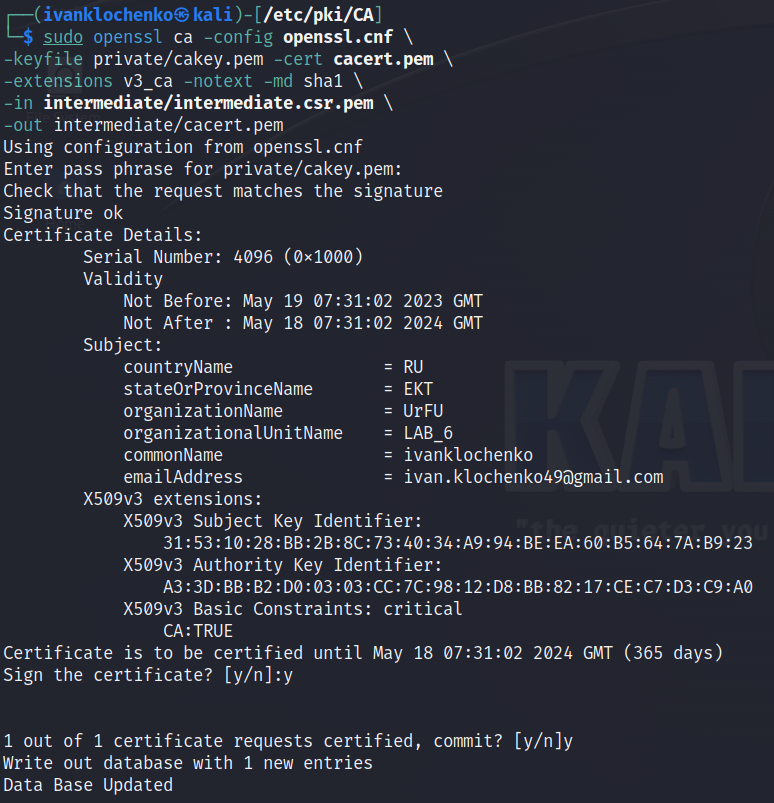 ┌──(ivanklochenko㉿kali)-[/etc/pki/CA]
└─$ sudo openssl ca -config openssl.cnf \
-keyfile private/cakey.pem -cert cacert.pem \
-extensions v3_ca -notext -md sha1 \
-in intermediate/intermediate.csr.pem \
-out intermediate/cacert.pem
Using configuration from openssl.cnf
Enter pass phrase for private/cakey.pem:
Check that the request matches the signature
Signature ok
Certificate Details:
        Serial Number: 4096 (0×1000)
        Validity
            Not Before: May 19 07:31:02 2023 GMT
            Not After : May 18 07:31:02 2024 GMT
        Subject:
            countryName               = RU
            stateOrProvinceName       = EKT
            organizationName          = UrFU
            organizationalUnitName    = LAB_6
            commonName                = ivanklochenko
            emailAddress              = ivan.klochenko49@gmail.com
        X509v3 extensions:
            X509v3 Subject Key Identifier:
                31:53:10:28:BB:2B:8C:73:40:34:A9:94:BE:EA:60:B5:64:7A:B9:23
            X509v3 Authority Key Identifier:
                A3:3D:BB:B2:D0:03:03:CC:7C:98:12:D8:BB:82:17:CE:C7:D3:C9:A0
            X509v3 Basic Constraints: critical
                CA:TRUE
Certificate is to be certified until May 18 07:31:02 2024 GMT (365 days)
Sign the certificate? [y/n]:y
1 out of 1 certificate requests certified, commit? [y/n]y
Write out database with 1 new entries
Data Base Updated
KAL
"the quieter you